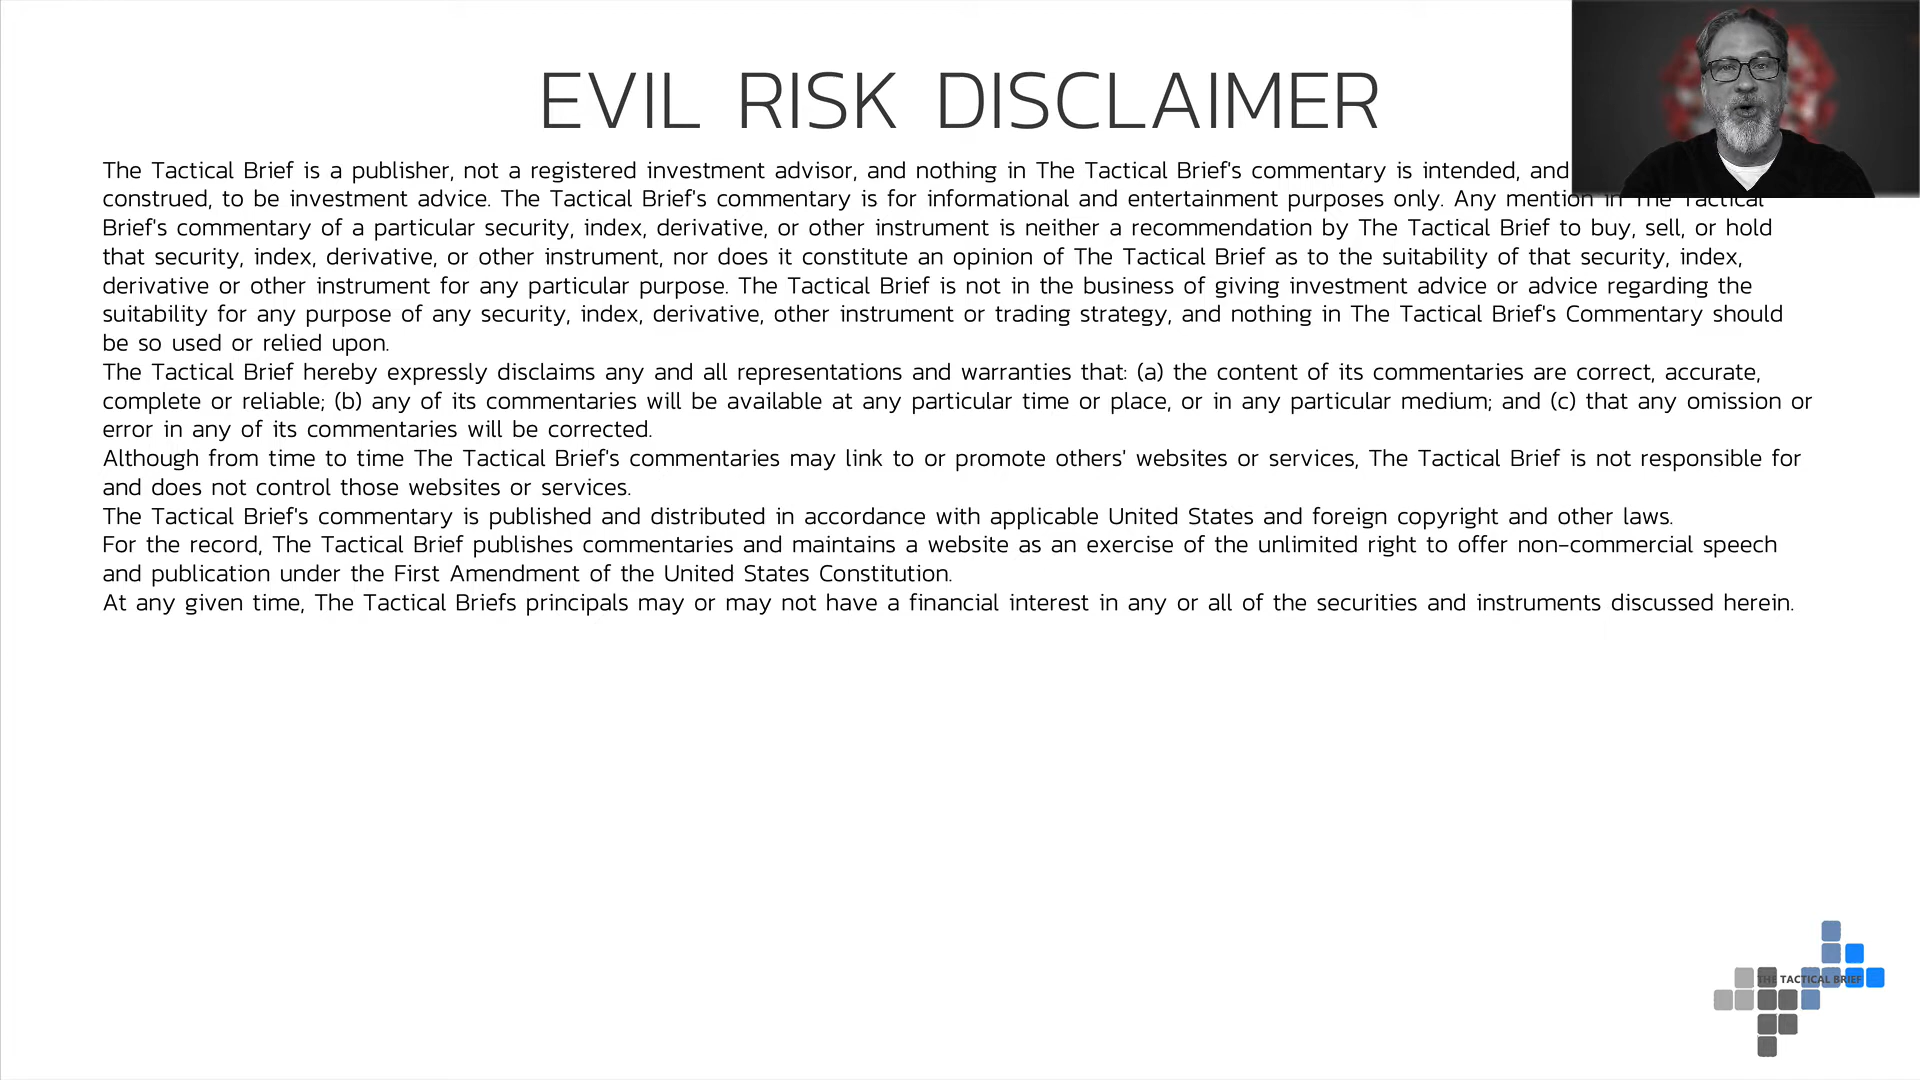 EVIL RISK DISCLAIMER
The Tactical Brief is a publisher, not a registered investment advisor, and nothing in The Tactical Brief's commentary is intended, and
construed, to be investment advice. The Tactical Brief's commentary is for informational and entertainment purposes only. Any mention in The Tactical
Brief's commentary of a particular security, index, derivative, or other instrument is neither a recommendation by The Tactical Brief to buy, sell, or hold
that security, index, derivative, or other instrument, nor does it constitute an opinion of The Tactical Brief as to the suitability of that security, index,
derivative or other instrument for any particular purpose. The Tactical Brief is not in the business of giving investment advice or advice regarding the
suitability for any purpose of any security, index, derivative, other instrument or trading strategy, and nothing in The Tactical Brief's Commentary should
be so used or relied upon.
The Tactical Brief hereby expressly disclaims any and all representations and warranties that: (a) the content of its commentaries are correct, accurate,
complete or reliable; (b) any of its commentaries will be available at any particular time or place, or in any particular medium; and (c) that any omission or
error in any of its commentaries will be corrected.
Although from time to time The Tactical Brief's commentaries may link to or promote others' websites or services, The Tactical Brief is not responsible for
and does not control those websites or services.
The Tactical Brief's commentary is published and distributed in accordance with applicable United States and foreign copyright and other laws.
For the record, The Tactical Brief publishes commentaries and maintains a website as an exercise of the unlimited right to offer non-commercial speech
and publication under the First Amendment of the United States Constitution.
At any given time, The Tactical Briefs principals may or may not have a financial interest in any or all of the securities and instruments discussed herein.
THE TACTICAL BRIEF